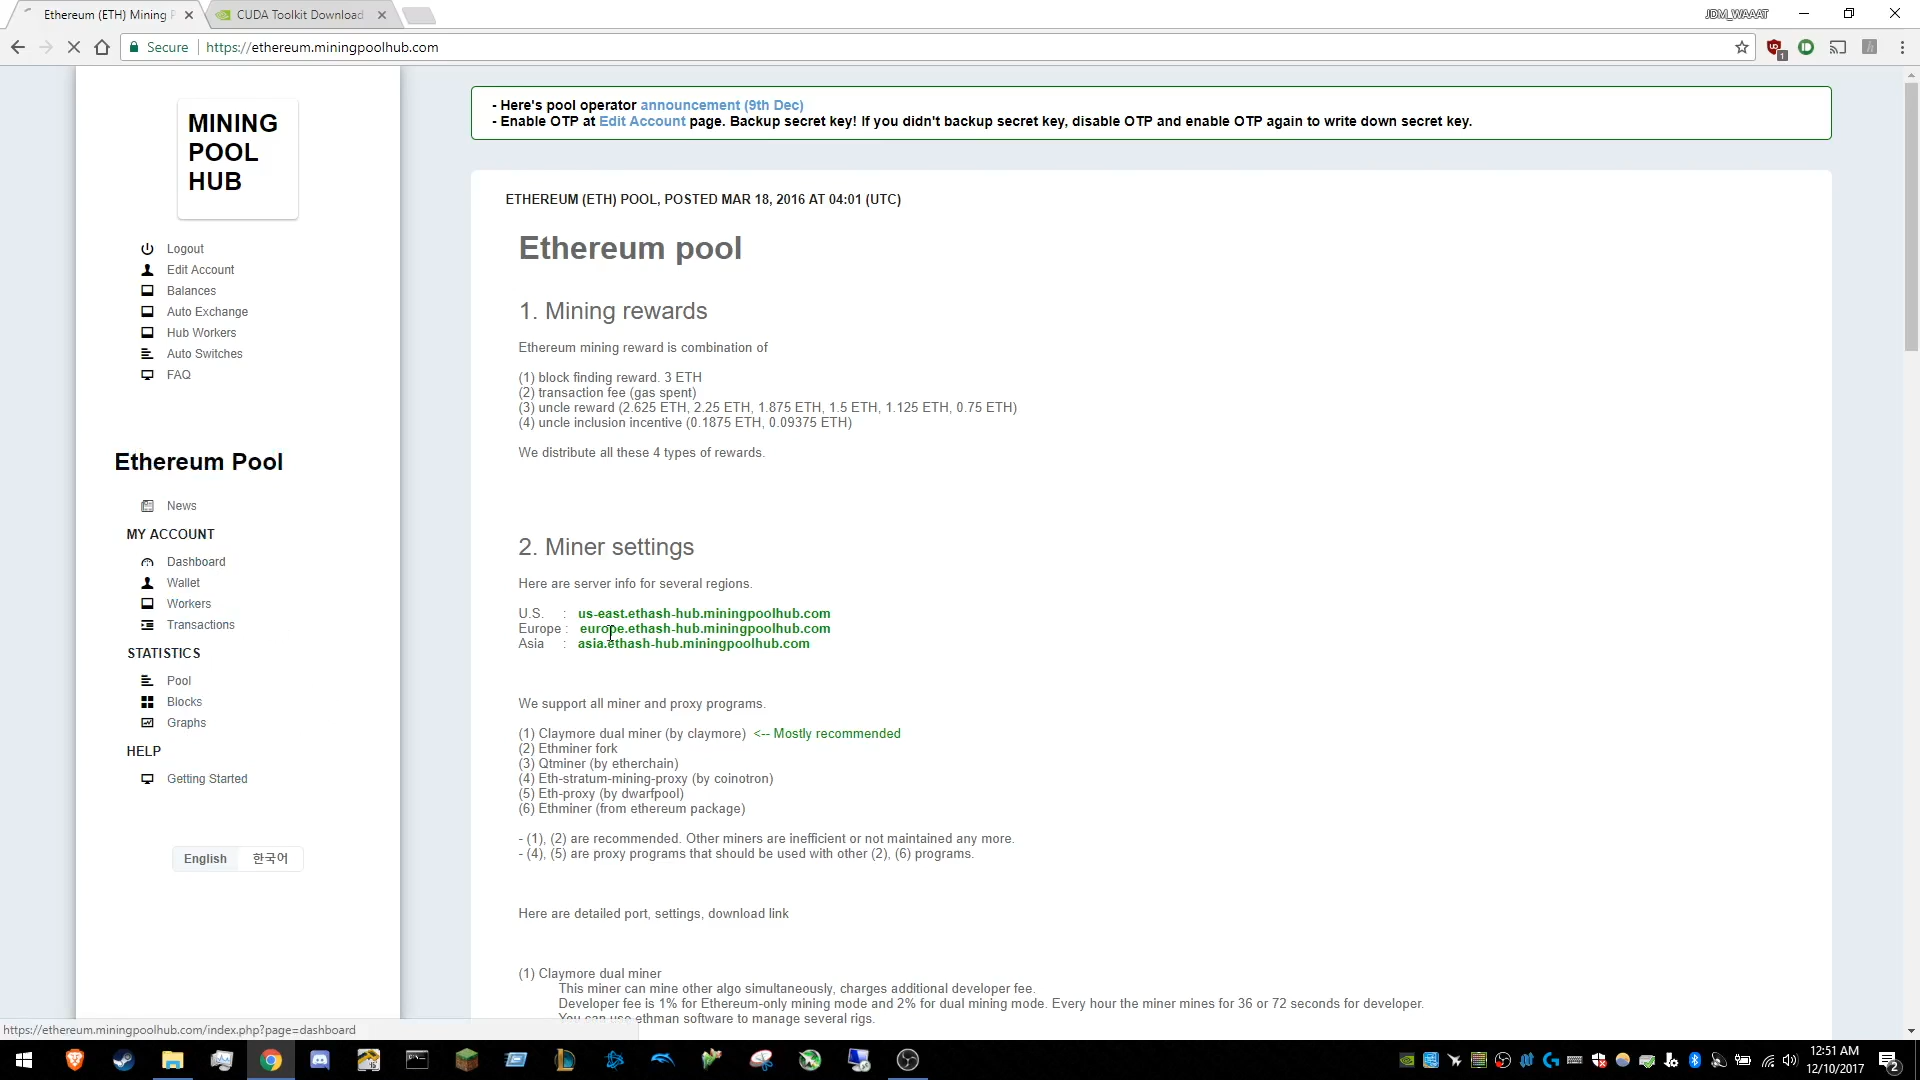 Ethereum (ETH) Mining P
CUDA Toolkit Download
JDM_WAAAT
Secure
https://ethereum.miningpoolhub.com
1
MINING
POOL
HUB
Logout
Edit Account
Balances
Auto Exchange
Hub Workers
Auto Switches
FAQ
Ethereum Pool
News
MY ACCOUNT
Dashboard
Wallet
Workers
Transactions
STATISTICS
Pool
Blocks
Graphs
HELP
Getting Started
English
한국어
- Here's pool operator announcement (9th Dec)
- Enable OTP at Edit Account page. Backup secret key! If you didn't backup secret key, disable OTP and enable OTP again to write down secret key.
ETHEREUM (ETH) POOL, POSTED MAR 18, 2016 AT 04:01 (UTC)
Ethereum pool
1. Mining rewards
Ethereum mining reward is combination of
(1) block finding reward. 3 ETH
(2) transaction fee (gas spent)
(3) uncle reward (2.625 ETH, 2.25 ETH, 1.875 ETH, 1.5 ETH, 1.125 ETH, 0.75 ETH)
(4) uncle inclusion incentive (0.1875 ETH, 0.09375 ETH)
We distribute all these 4 types of rewards.
2. Miner settings
Here are server info for several regions.
U.S. : us-east.ethash-hub.miningpoolhub.com
Europe : europe.ethash-hub.miningpoolhub.com
Asia : asia.ethash-hub.miningpoolhub.com
We support all miner and proxy programs.
(1) Claymore dual miner (by claymore) <-- Mostly recommended
(2) Ethminer fork
(3) Qtminer (by etherchain)
(4) Eth-stratum-mining-proxy (by coinotron)
(5) Eth-proxy (by dwarfpool)
(6) Ethminer (from ethereum package)
- (1), (2) are recommended. Other miners are inefficient or not maintained any more.
- (4), (5) are proxy programs that should be used with other (2), (6) programs.
Here are detailed port, settings, download link
(1) Claymore dual miner
This miner can mine other algo simultaneously, charges additional developer fee.
Developer fee is 1% for Ethereum-only mining mode and 2% for dual mining mode. Every hour the miner mines for 36 or 72 seconds for developer.
You can use ethman software to manage several rigs.
https://ethereum.miningpoolhub.com/index.php?page=dashboard
12:51 AM
12/10/2017
2